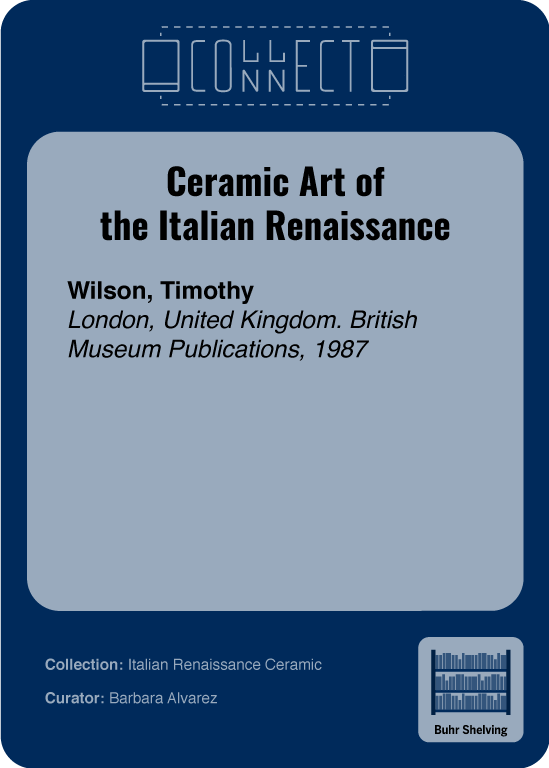 COLLECT
CONNECT
Ceramic Art of
the Italian Renaissance
Wilson, Timothy
London, United Kingdom. British
Museum Publications, 1987
Collection: Italian Renaissance Ceramic
Curator: Barbara Alvarez
Buhr Shelving